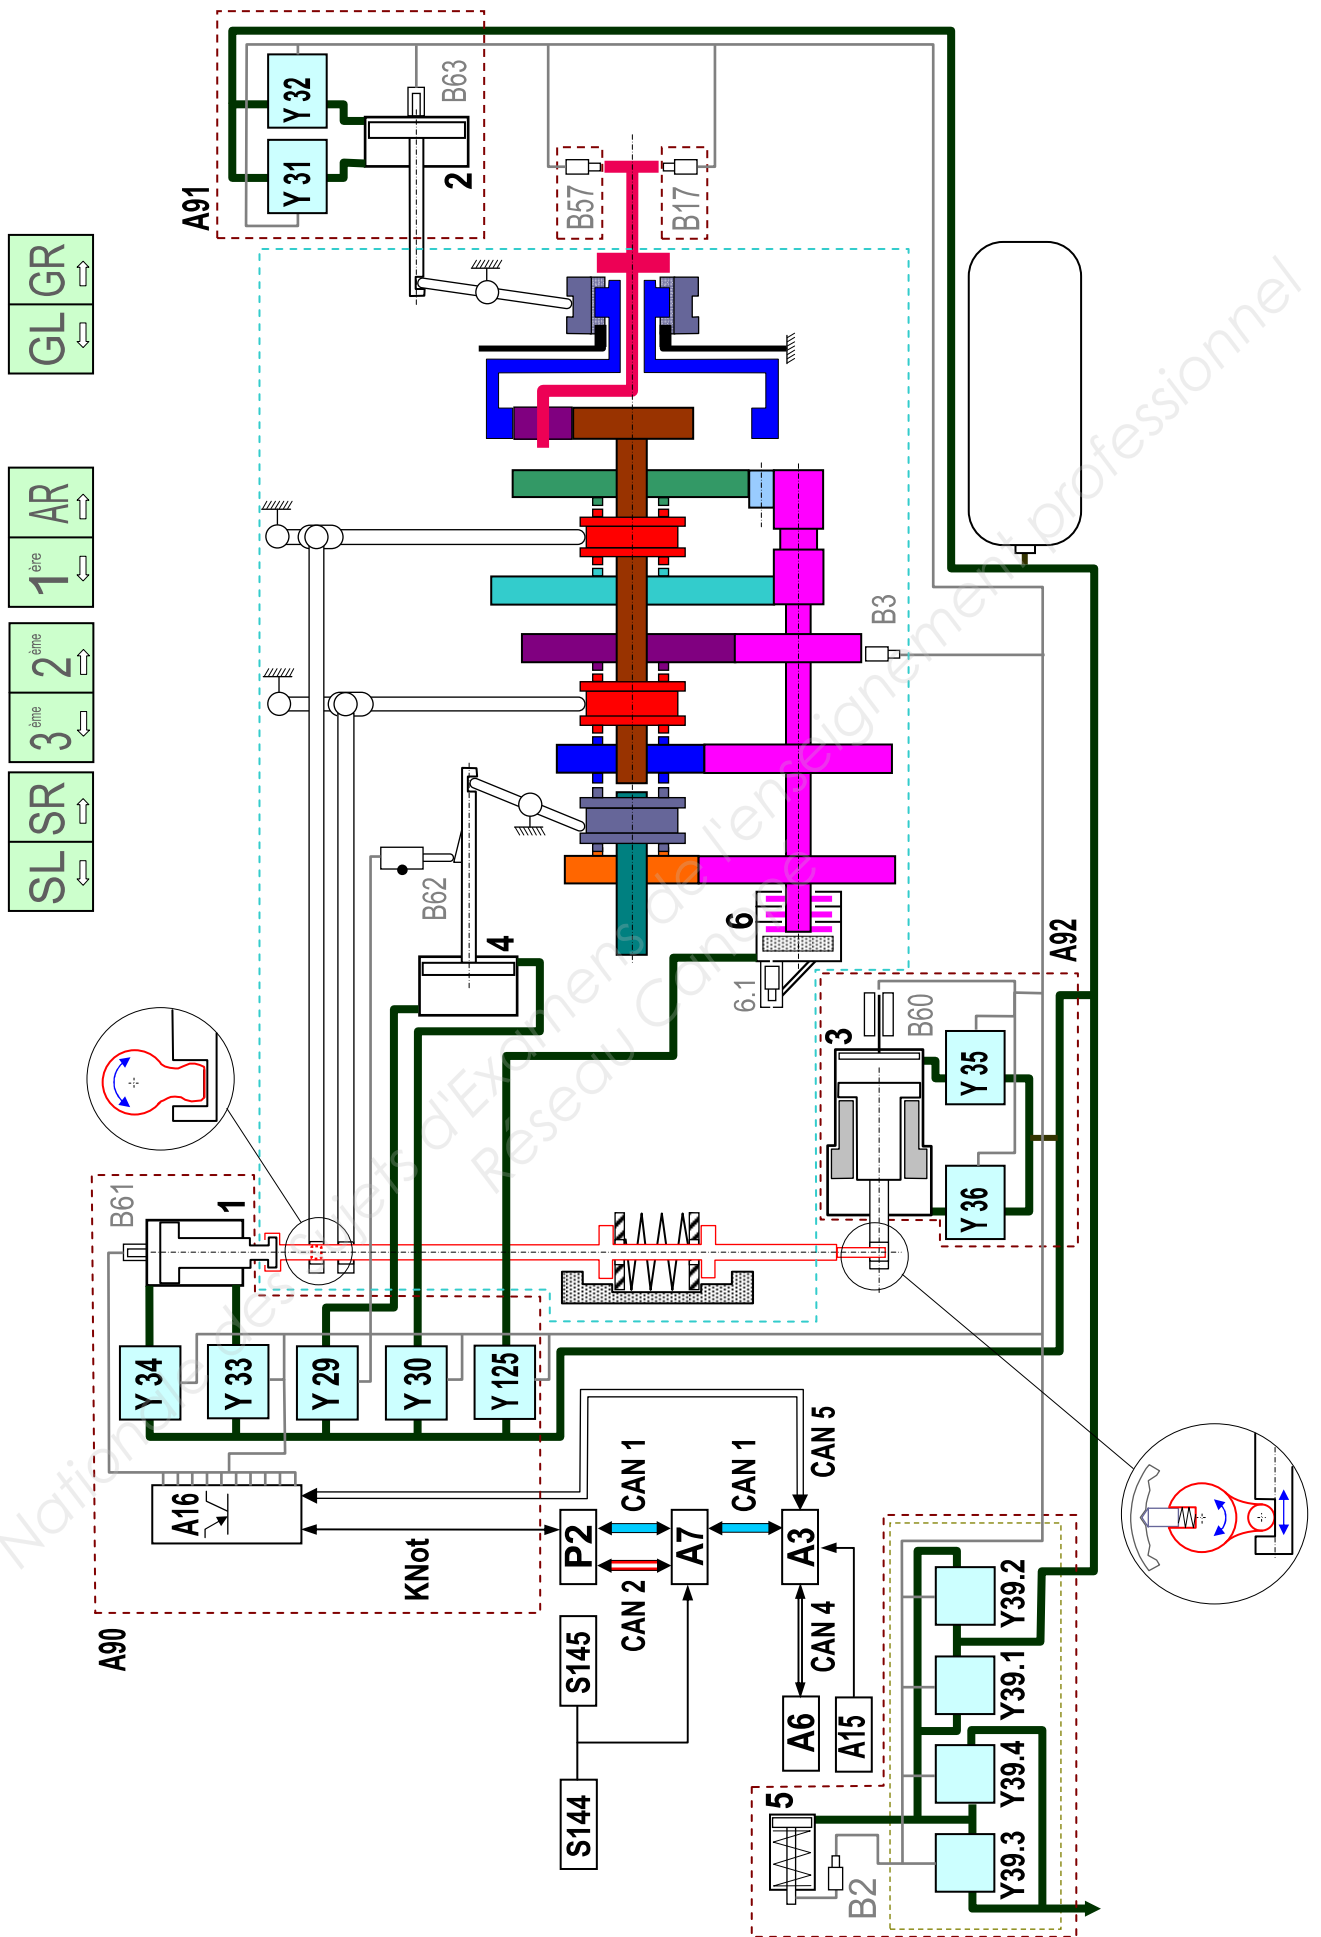 GL GR
1ère AR
3ème 2ème
SL SR
A91
Y 31
Y 32
B63
2
B57
B17
B3
B62
4
6
6.1
A92
3
B60
Y 35
Y 36
B61
1
Y 34
Y 33
Y 29
Y 30
Y 125
A16
A90
KNot
CAN 1
CAN 1
CAN 5
CAN 2
CAN 4
P2
A7
A3
S145
S144
A6
A15
5
B2
Y39.3
Y39.4
Y39.1
Y39.2
Nationale des sujets d'Examens de l'enseignement professionnel
Réseau Canopé